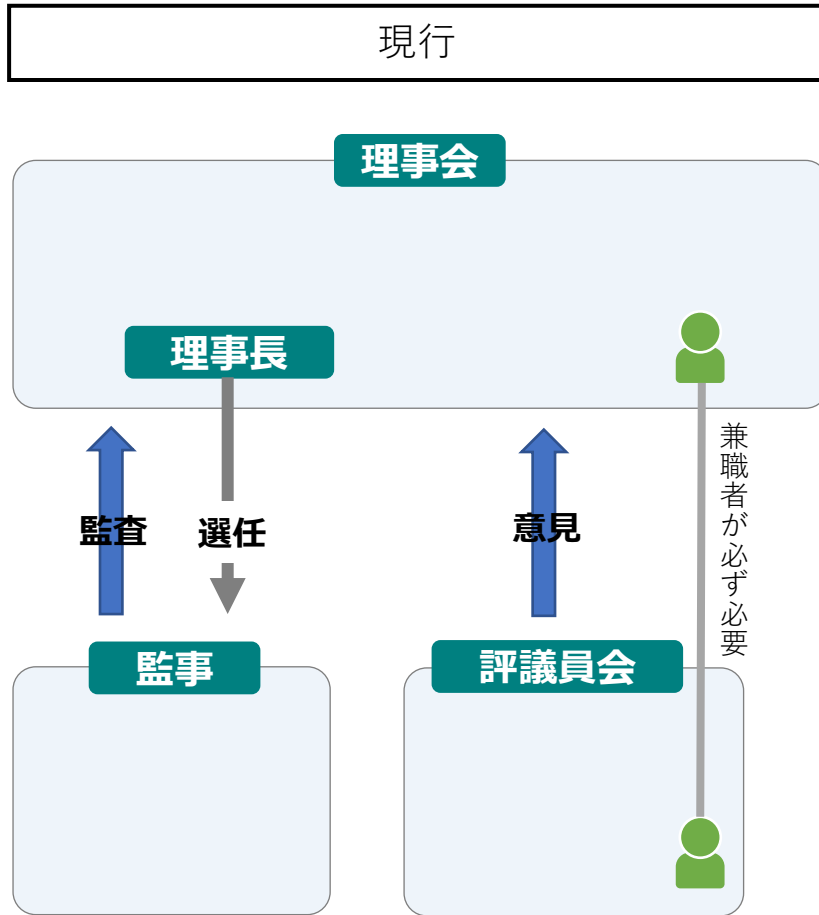 現行
理事会
理事長
兼職者が必ず必要
監査
選任
意見
監事
評議員会